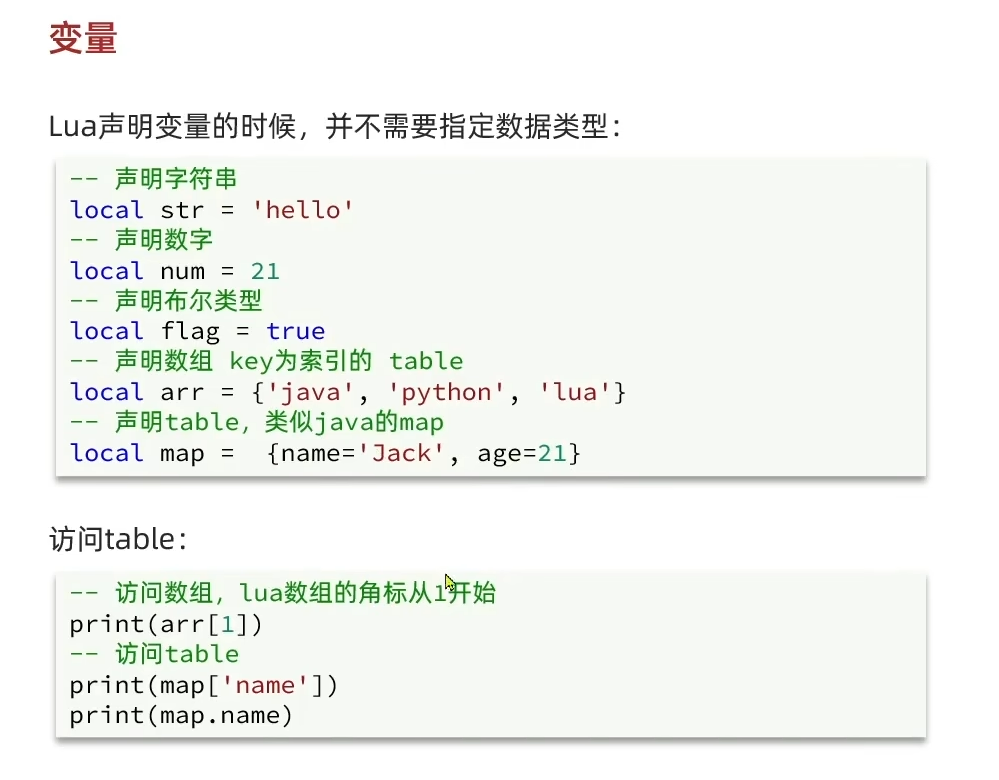 变量
Lua声明变量的时候，并不需要指定数据类型：
-- 声明字符串
local str = 'hello'
-- 声明数字
local num = 21
-- 声明布尔类型
local flag = true
-- 声明数组 key为索引的 table
local arr = {'java', 'python', 'lua'}
-- 声明table，类似java的map
local map =  {name='Jack', age=21}
访问table：
-- 访问数组，lua数组的角标从1开始
print(arr[1])
-- 访问table
print(map['name'])
print(map.name)